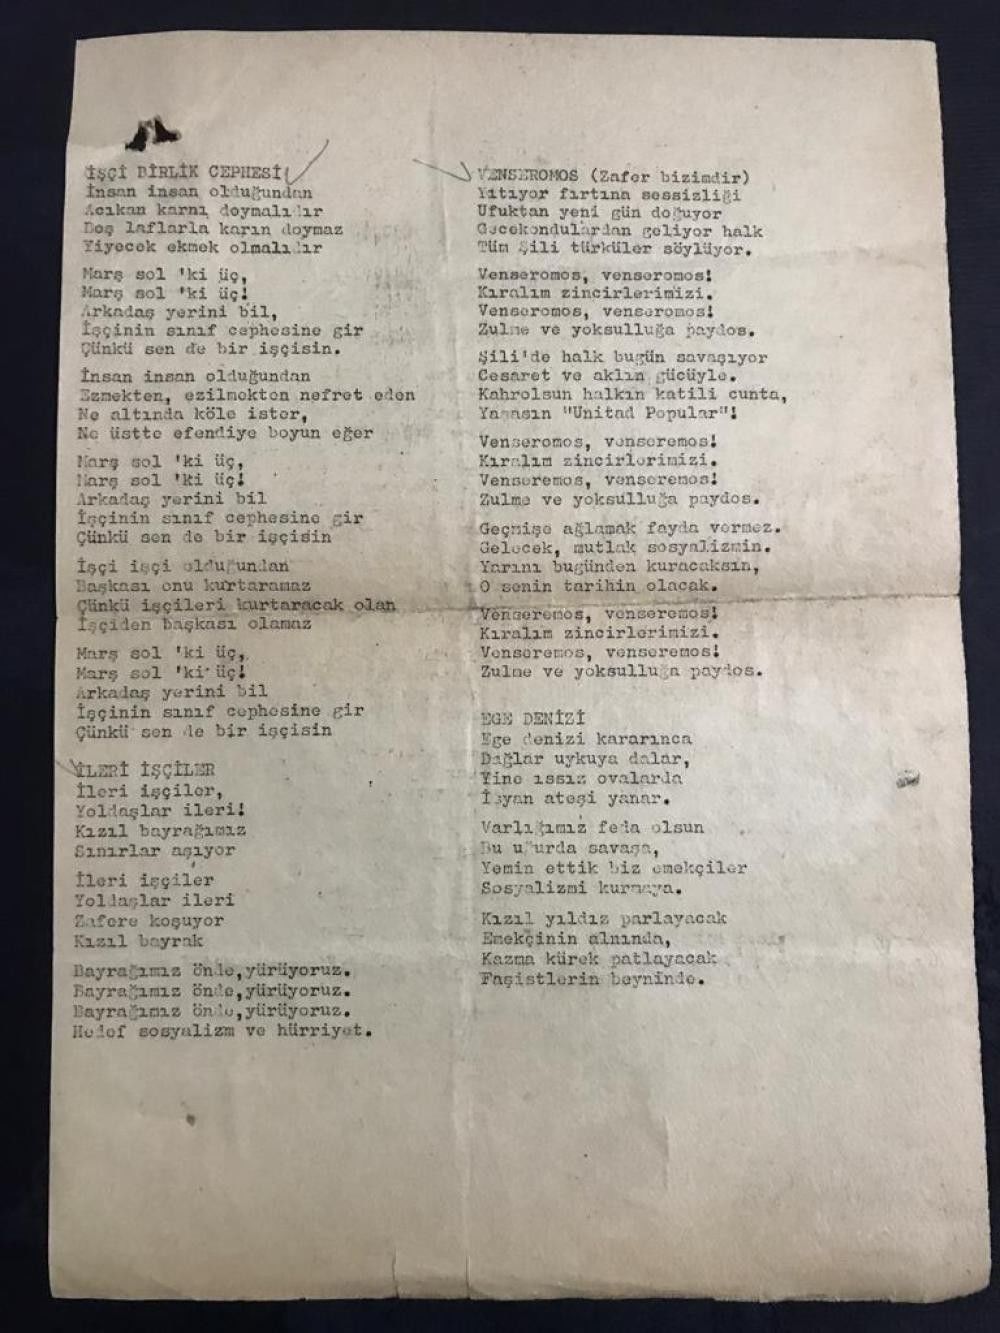 İŞÇİ BİRLİK CEPHESİ
İnsan insan olduğundan
Acıkan karnı doymalıdır
Boş laflarla karın doymaz
Yiyecek ekmek olmalıdır
Marş sol 'ki üç,
Marş sol 'ki üç!
Arkadaş yerini bil,
İşçinin sınıf cephesine gir
Çünkü sen de bir işçisin.
İnsan insan olduğundan
Ezmekten, ezilmekten nefret eden
Ne altında köle ister,
Ne üstte efendiye boyun eğer
Marş sol 'ki üç,
Marş sol 'ki üç!
Arkadaş yerini bil
İşçinin sınıf cephesine gir
Çünkü sen de bir işçisin
İşçi işçi olduğundan
Başkası onu kurtaramaz
Çünkü işçileri kurtaracak olan
İşçiden başkası olamaz
Marş sol 'ki üç,
Marş sol 'ki üç!
Arkadaş yerini bil
İşçinin sınıf cephesine gir
Çünkü sen de bir işçisin
İLERİ İŞÇİLER
İleri işçiler,
Yoldaşlar ileri!
Kızıl bayrağımız
Sınırlar aşıyor
İleri işçiler
Yoldaşlar ileri
Zafere koşuyor
Kızıl bayrak
Bayrağımız önde,yürüyoruz.
Bayrağımız önde,yürüyoruz.
Bayrağımız önde,yürüyoruz.
Hedef sosyalizm ve hürriyet.
VENSEROMOS (Zafer bizimdir)
Yıtıyor fırtına sessizliği
Ufuktan yeni gün doğuyor
Gecekondulardan geliyor halk
Tüm Şili türküler söylüyor.
Venseromos, venseromos!
Kıralım zincirlerimizi.
Venseromos, venseromos!
Zulme ve yoksulluğa paydos.
Şili'de halk bugün savaşıyor
Cesaret ve aklın gücüyle.
Kahrolsun halkın katili cunta,
Yaşasın "Unitad Popular"!
Venseromos, venseremos!
Kıralım zincirlerimizi.
Venseremos, venseremos!
Zulme ve yoksulluğa paydos.
Geçmişe ağlamak fayda vermez.
Gelecek, mutlak sosyalizmin.
Yarını bugünden kuracaksın,
O senin tarihin olacak.
Venseremos, venseremos!
Kıralım zincirlerimizi.
Venseremos, venseremos!
Zulme ve yoksulluğa paydos.
EGE DENİZİ
Ege denizi kararınca
Dağlar uykuya dalar,
Yine ıssız ovalarda
İsyan ateşi yanar.
Varlığımız feda olsun
Bu uğurda savaşa,
Yemin ettik biz emekçiler
Sosyalizmi kurmaya.
Kızıl yıldız parlayacak
Emekçinin alnında,
Kazma kürek patlayacak
Faşistlerin beyninde.